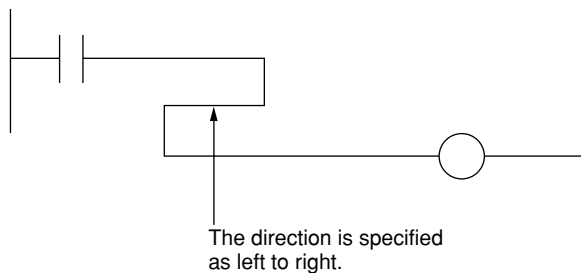 The direction is specified
as left to right.